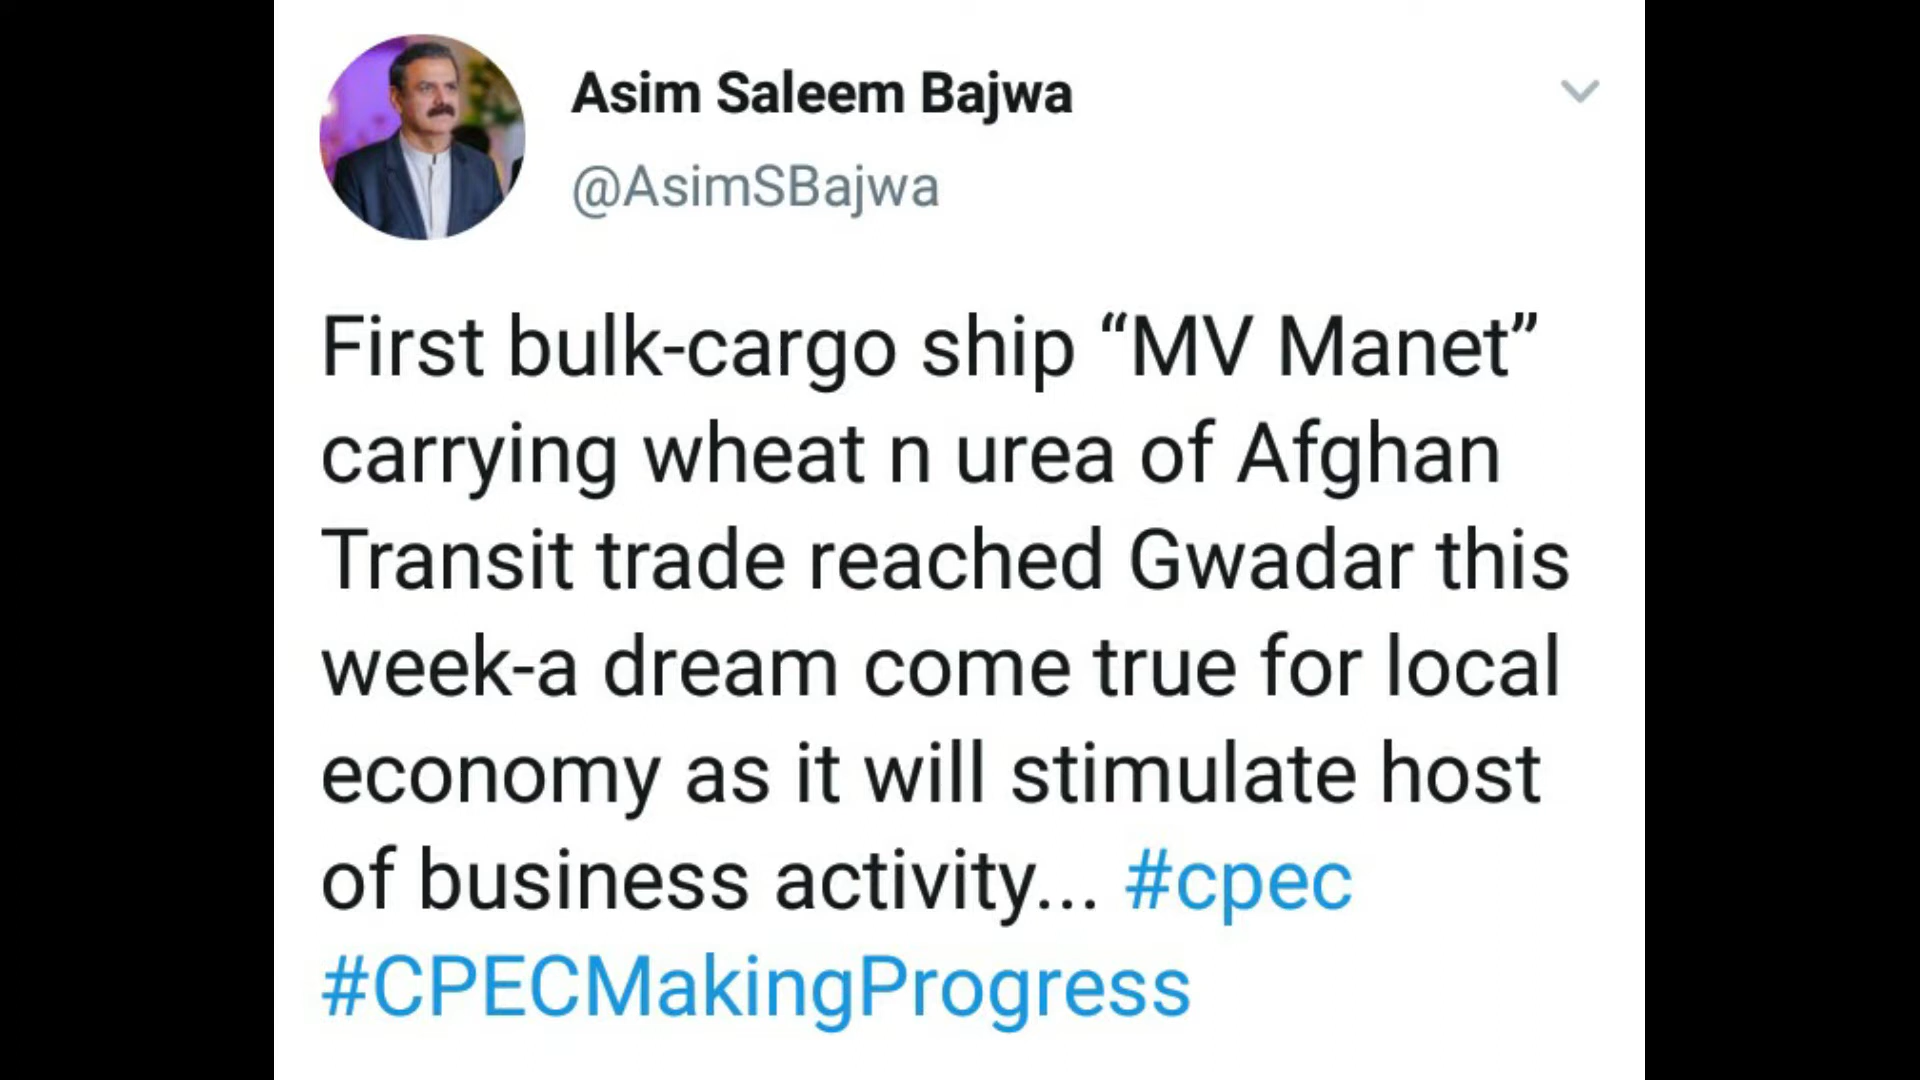 Asim Saleem Bajwa
@AsimSBajwa
First bulk-cargo ship “MV Manet”
carrying wheat n urea of Afghan
Transit trade reached Gwadar this
week-a dream come true for local
economy as it will stimulate host
of business activity... #cpec
#CPECMakingProgress